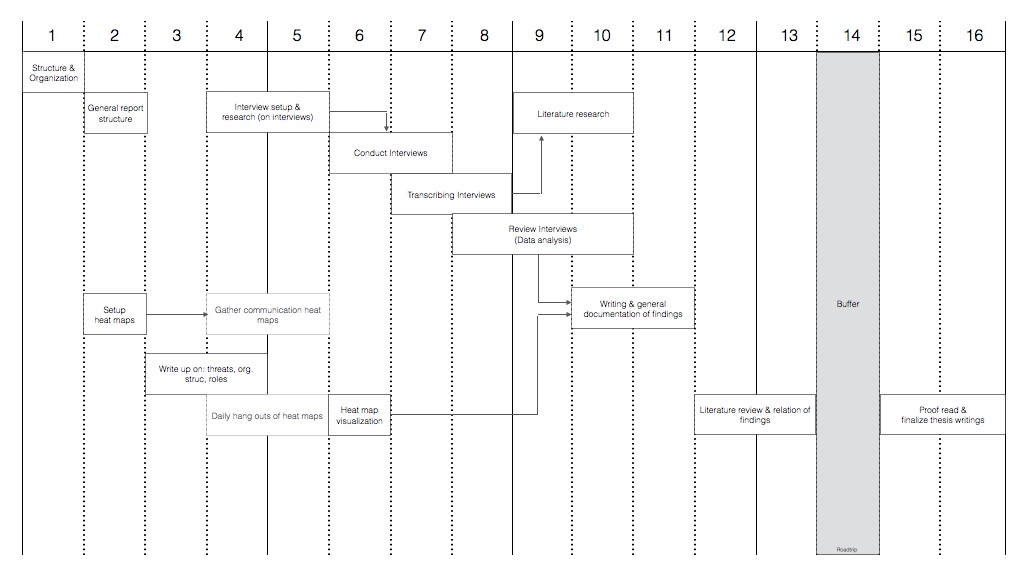 1 2 3 4 5 6 7 8 9 10 11 12 13 14 15 16
Structure &
Organization
General report
structure
Interview setup &
research (on interviews)
Literature research
Conduct Interviews
Transcribing Interviews
Review Interviews
(Data analysis)
Setup
heat maps
Gather communication heat
maps
Writing & general
documentation of findings
Buffer
Write up on: threats, org.
struc, roles
Daily hang outs of heat maps
Heat map
visualization
Literature review & relation of
findings
Proof read &
finalize thesis writings
Roadtrip